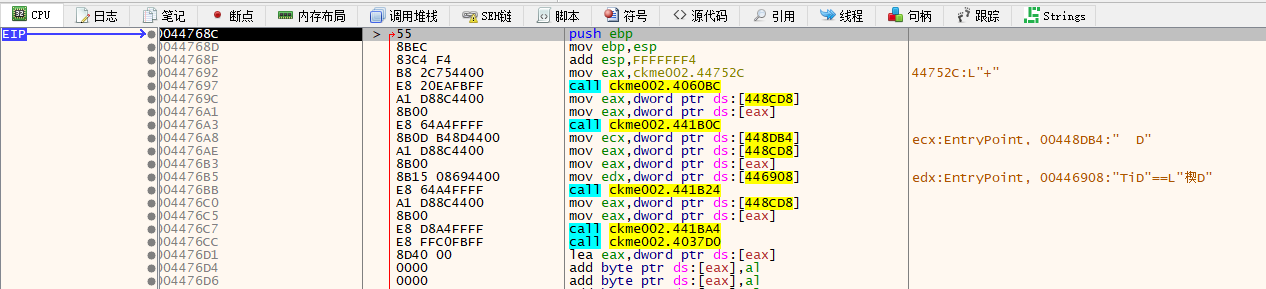 CPU 日志 笔记 断点 内存布局 调用堆栈 SEH链 脚本 符号 <> 源代码 引用 线程 句柄 跟踪 Strings
EIP 0044768C > 55 push ebp
0044768D 8BEC mov ebp,esp
0044768F 83C4 F4 add esp,FFFFFFF4
00447692 B8 2C754400 mov eax,ckme002.44752C 44752C:L"+"
00447697 E8 20EAFBFF call ckme002.4060BC
0044769C A1 D88C4400 mov eax,dword ptr ds:[448CD8]
004476A1 8B00 mov eax,dword ptr ds:[eax]
004476A3 E8 64A4FFFF call ckme002.441B0C
004476A8 8B0D B48D4400 mov ecx,dword ptr ds:[448DB4] ecx:EntryPoint, 00448DB4:"  D"
004476AE A1 D88C4400 mov eax,dword ptr ds:[448CD8]
004476B3 8B00 mov eax,dword ptr ds:[eax]
004476B5 8B15 08694400 mov edx,dword ptr ds:[446908] edx:EntryPoint, 00446908:"TiD"==L"楔D"
004476BB E8 64A4FFFF call ckme002.441B24
004476C0 A1 D88C4400 mov eax,dword ptr ds:[448CD8]
004476C5 8B00 mov eax,dword ptr ds:[eax]
004476C7 E8 D8A4FFFF call ckme002.441BA4
004476CC E8 FFC0FBFF call ckme002.4037D0
004476D1 8D40 00 lea eax,dword ptr ds:[eax]
004476D4 0000 add byte ptr ds:[eax],al
004476D6 0000 add byte ptr ds:[eax],al